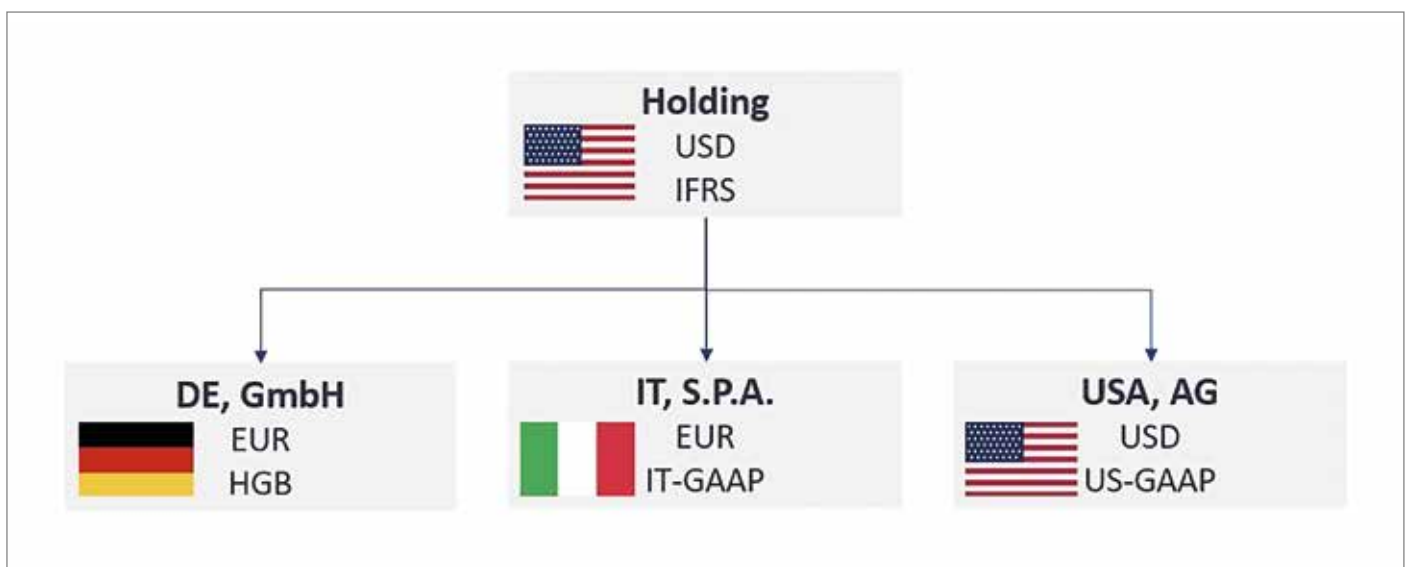 Holding
USD
IFRS
DE, GmbH
EUR
HGB
IT, S.P.A.
EUR
IT-GAAP
USA, AG
USD
US-GAAP